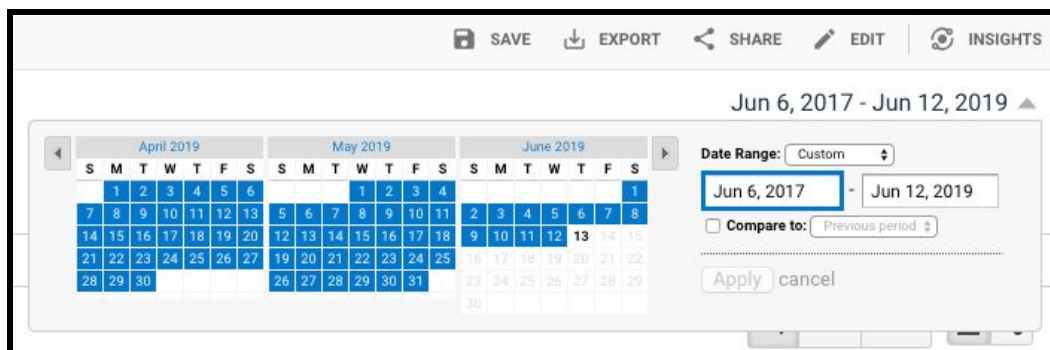 SAVE EXPORT SHARE EDIT INSIGHTS
Jun 6, 2017 - Jun 12, 2019
April 2019 May 2019 June 2019
S M T W T F S S M T W T F S S M T W T F S
1 2 3 4 5 6 1 2 3 4 1
7 8 9 10 11 12 13 5 6 7 8 9 10 11 2 3 4 5 6 7 8
14 15 16 17 18 19 20 12 13 14 15 16 17 18 9 10 11 12 13 14 15
21 22 23 24 25 26 27 19 20 21 22 23 24 25 16 17 18 19 20 21 22
28 29 30 26 27 28 29 30 31 23 24 25 26 27 28 29
30
Date Range: Custom
Jun 6, 2017 - Jun 12, 2019
Compare to: Previous period
Apply cancel